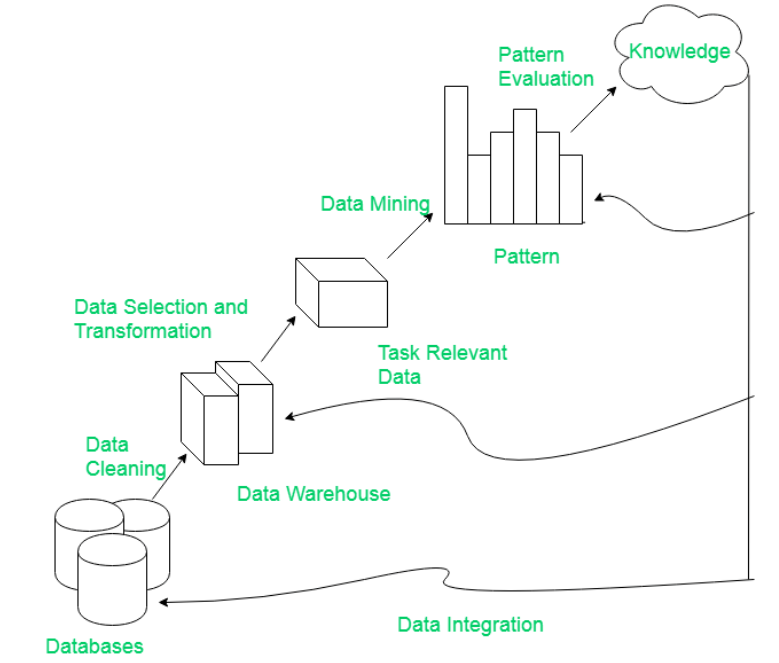 Knowledge
Pattern
Evaluation
Data Mining
Pattern
Data Selection and
Transformation
Task Relevant
Data
Data
Cleaning
Data Warehouse
Data Integration
Databases